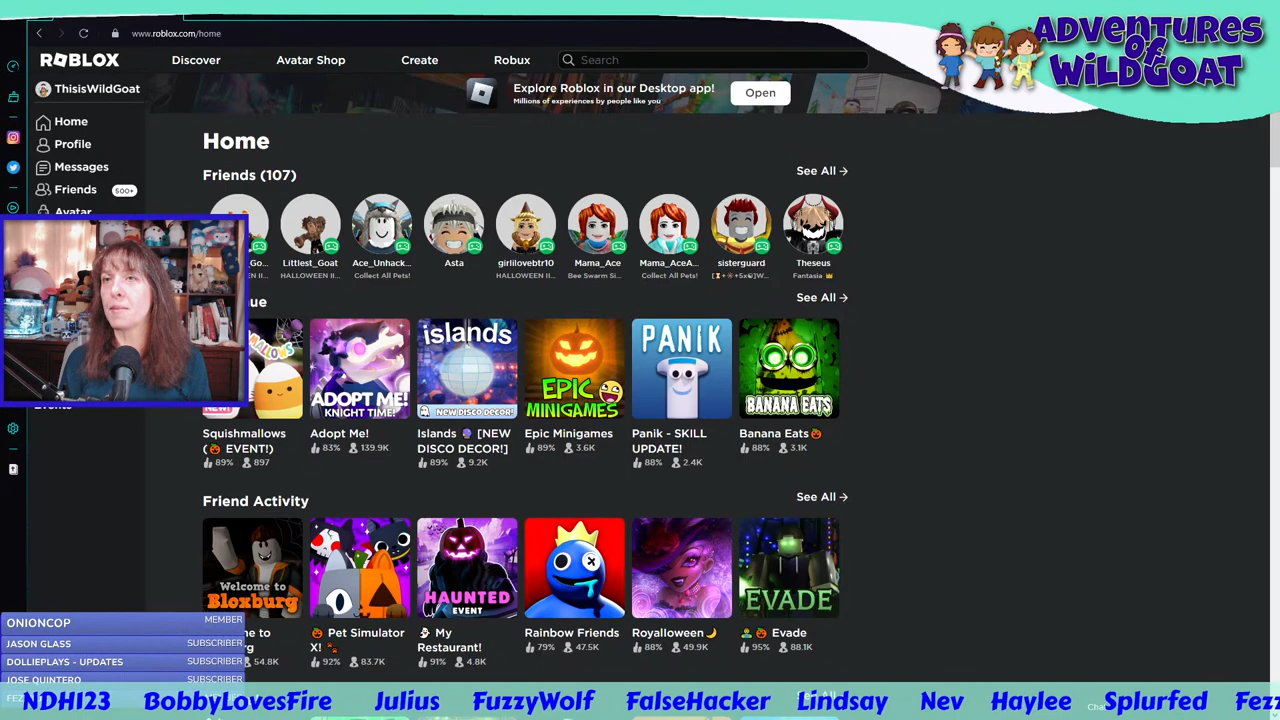 www.roblox.com/home
ADVENTURES
OF
WILDGOAT
ROBLOX
Discover
Avatar Shop
Create
Robux
Search
ThisisWildGoat
Explore Roblox in our Desktop app!
Millions of experiences by people like you
Open
Home
Profile
Messages
Friends
500+
Avatar
Home
Friends (107)
See All →
Littlest_Goat
Ace_Unhack...
Asta
girlilovebtr10
Mama_Ace
Mama_AceA...
sisterguard
Theseus
HALLOWEEN II...
Collect All Pets!
HALLOWEEN II...
Bee Swarm Si...
Collect All Pets!
Fantasia
See All →
NEW!
ADOPT ME!
KNIGHT TIME!
islands
NEW DISCO DECOR!
EPIC
MINIGAMES
PANIK
BANANA EATS
Squishmallows
(🎃 EVENT!)
89% 897
Adopt Me!
83% 139.9K
Islands 🔮 [NEW
DISCO DECOR!]
89% 9.2K
Epic Minigames
89% 3.6K
Panik - SKILL
UPDATE!
88% 2.4K
Banana Eats🎃
88% 3.1K
Friend Activity
See All →
Welcome to
Bloxburg
HAUNTED
EVENT
EVADE
54.8K
🎃 Pet Simulator
X! 🐾
92% 83.7K
👻 My
Restaurant!
91% 4.8K
Rainbow Friends
79% 47.5K
Royalloween🌙
88% 49.9K
Evade
95% 88.1K
ONIONCOP MEMBER
JASON GLASS SUBSCRIBER
DOLLIEPLAYS - UPDATES SUBSCRIBER
JOSE QUINTERO SUBSCRIBER
NDH123 BobbyLovesFire Julius FuzzyWolf FalseHacker Lindsay Nev Haylee Splurfed Fezz